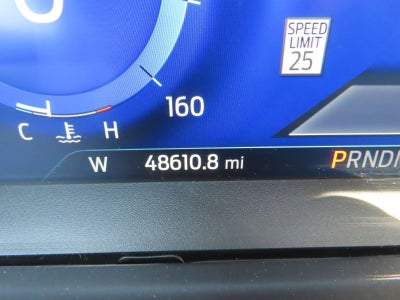 SPEED
LIMIT
25
160
C H
W 48610.8 mi PRND